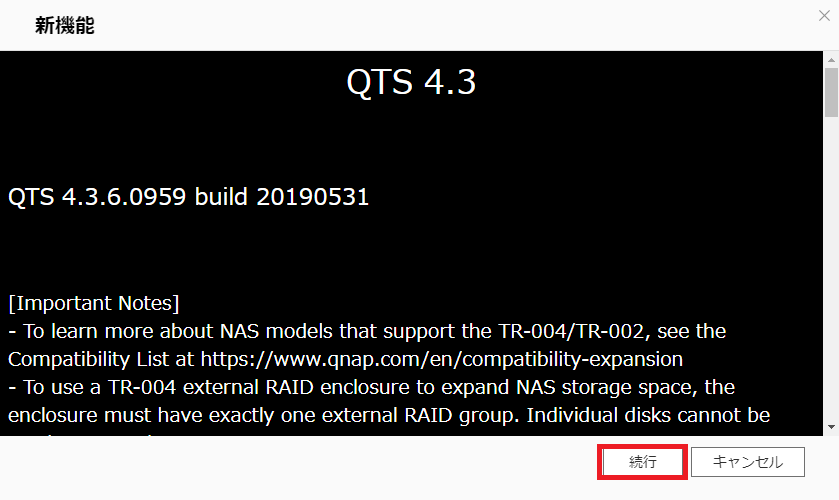 新機能
QTS 4.3
QTS 4.3.6.0959 build 20190531
[Important Notes]
- To learn more about NAS models that support the TR-004/TR-002, see the
Compatibility List at https://www.qnap.com/en/compatibility-expansion
- To use a TR-004 external RAID enclosure to expand NAS storage space, the
enclosure must have exactly one external RAID group. Individual disks cannot be
続行 キャンセル